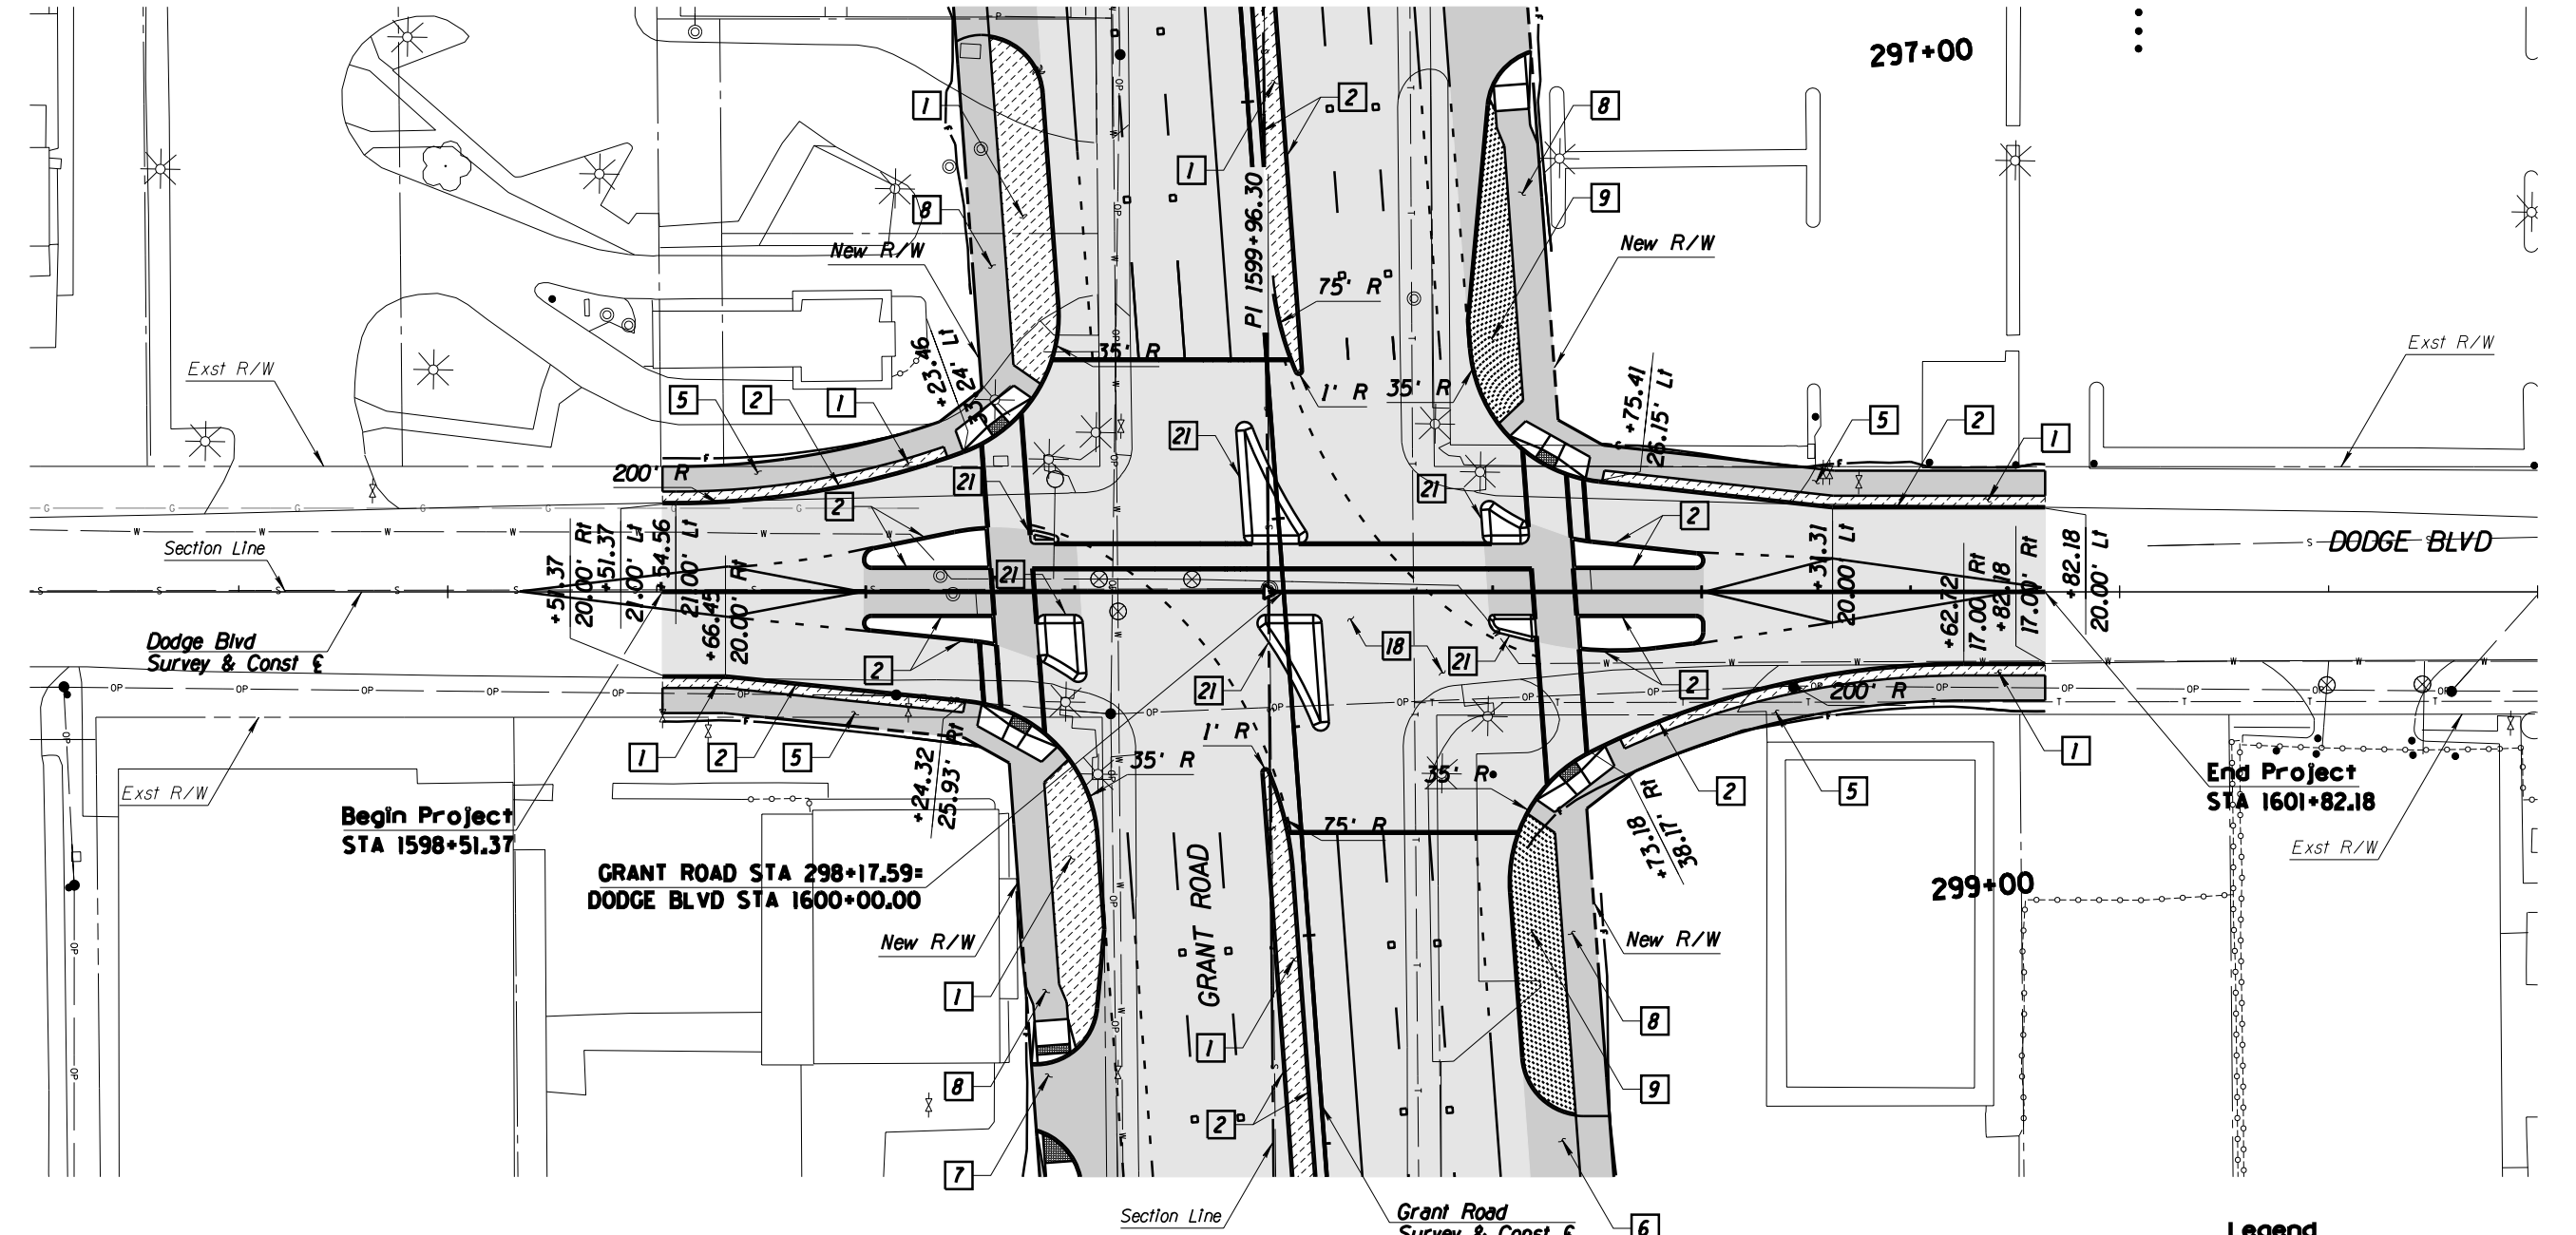 297+00
1
2
8
8
1
9
New R/W
New R/W
PI 1599+96.30
75' R
35' R
1' R
35' R
Exst R/W
Exst R/W
+23.46
33.24' Lt
+75.41
26.15' Lt
5
2
1
5
2
1
21
21
21
200' R
2
2
Section Line
DODGE BLVD
+51.37
20.00' Rt
+51.37
21.00' Lt
+54.56
21.00' Lt
+66.45
20.00' Rt
+31.31
20.00' Lt
+62.72
17.00' Rt
+82.18
17.00' Rt
+82.18
20.00' Lt
21
Dodge Blvd
Survey & Const ℄
18
21
2
21
2
200' R
1
2
5
1' R
35' R
35' R
75' R
1
2
5
Exst R/W
Begin Project
STA 1598+51.37
+24.32
25.93' Rt
+73.18
38.17' Rt
End Project
STA 1601+82.18
Exst R/W
GRANT ROAD STA 298+17.59=
DODGE BLVD STA 1600+00.00
299+00
New R/W
New R/W
GRANT ROAD
1
8
1
8
9
2
7
Section Line
Grant Road
Survey & Const ℄
6
Legend